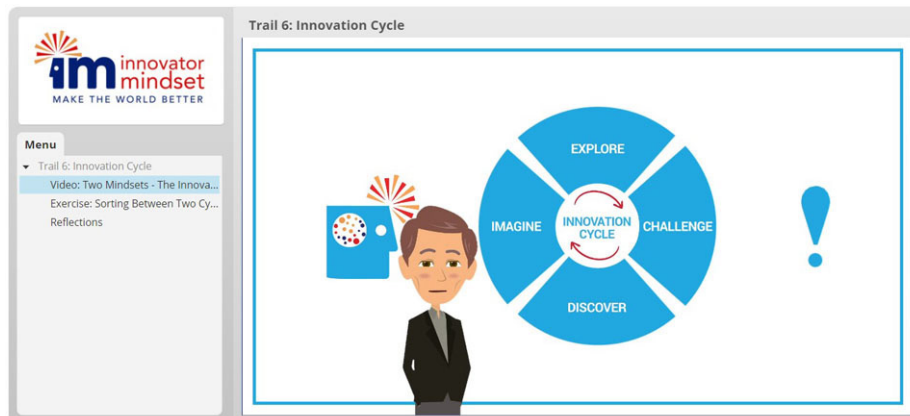 Trail 6: Innovation Cycle
im innovator
mindset
MAKE THE WORLD BETTER
Menu
Trail 6: Innovation Cycle
Video: Two Mindsets - The Innova...
Exercise: Sorting Between Two Cy...
Reflections
EXPLORE
IMAGINE
INNOVATION
CYCLE
CHALLENGE
DISCOVER
!